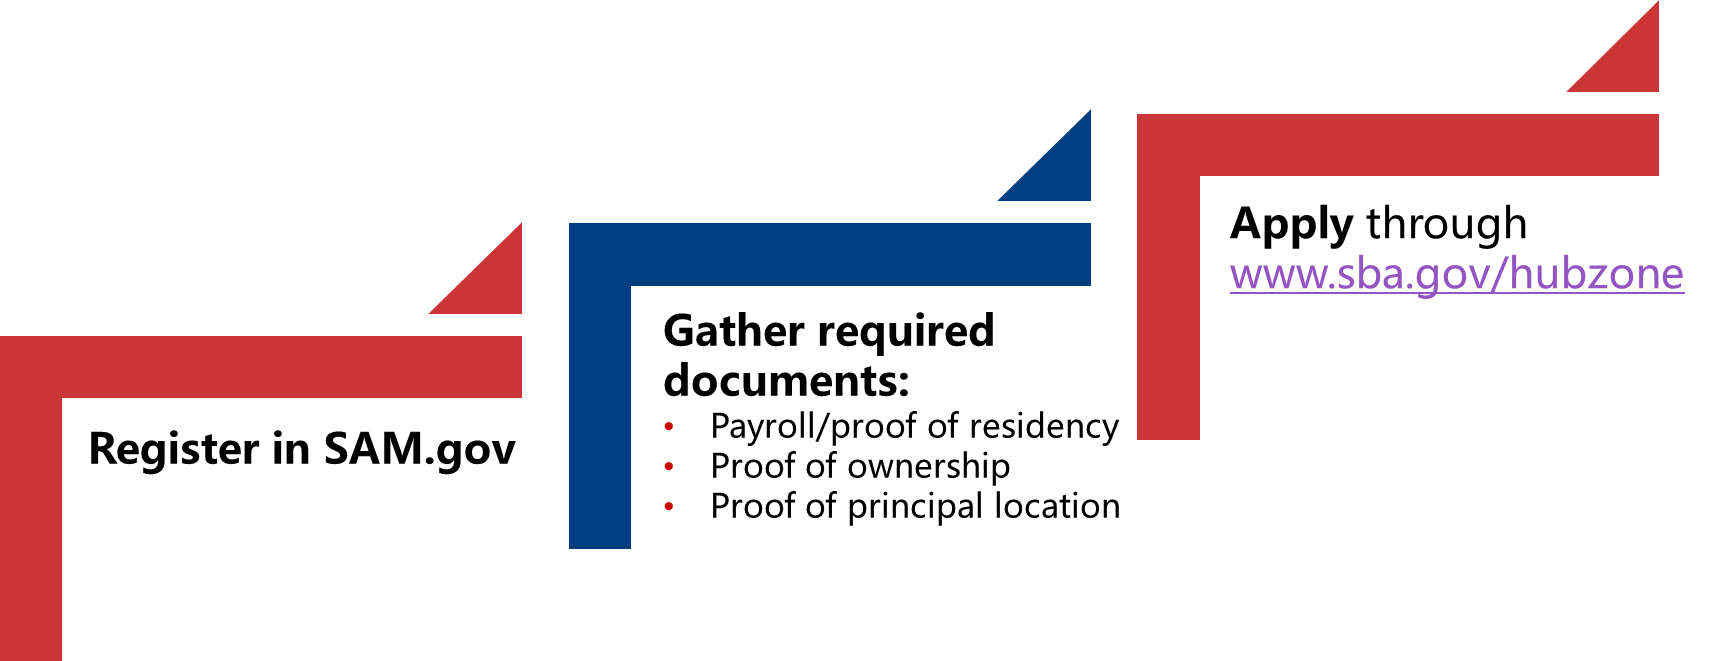 Register in SAM.gov
Gather required
documents:
• Payroll/proof of residency
• Proof of ownership
• Proof of principal location
Apply through
www.sba.gov/hubzone